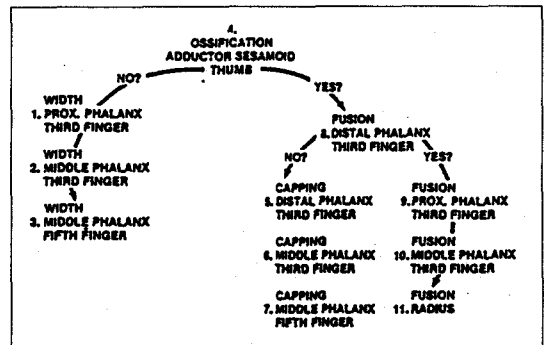 4.
OSSIFICATION
ADDUCTOR SESAMOID
THUMB
NO?
YES?
WIDTH
1. PROX. PHALANX
THIRD FINGER
WIDTH
2. MIDDLE PHALANX
THIRD FINGER
WIDTH
3. MIDDLE PHALANX
FIFTH FINGER
FUSION
8. DISTAL PHALANX
THIRD FINGER
NO?
YES?
CAPPING
5. DISTAL PHALANX
THIRD FINGER
CAPPING
6. MIDDLE PHALANX
THIRD FINGER
CAPPING
7. MIDDLE PHALANX
FIFTH FINGER
FUSION
9. PROX. PHALANX
THIRD FINGER
FUSION
10. MIDDLE PHALANX
THIRD FINGER
FUSION
11. RADIUS